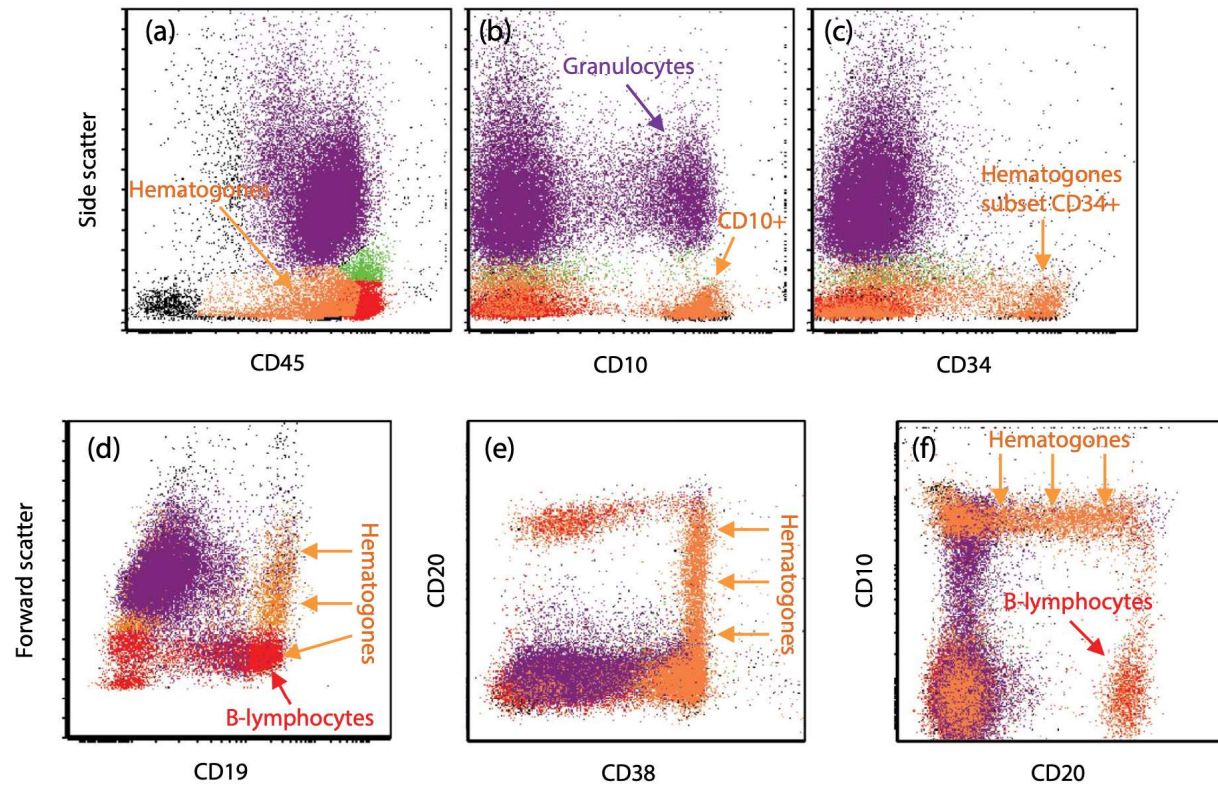 (a)
Hematogones
Side scatter
CD45
(b)
Granulocytes
CD10+
CD10
(c)
Hematogones
subset CD34+
CD34
(d)
Hematogones
B-lymphocytes
Forward scatter
CD19
(e)
Hematogones
CD20
CD38
(f)
Hematogones
B-lymphocytes
CD10
CD20